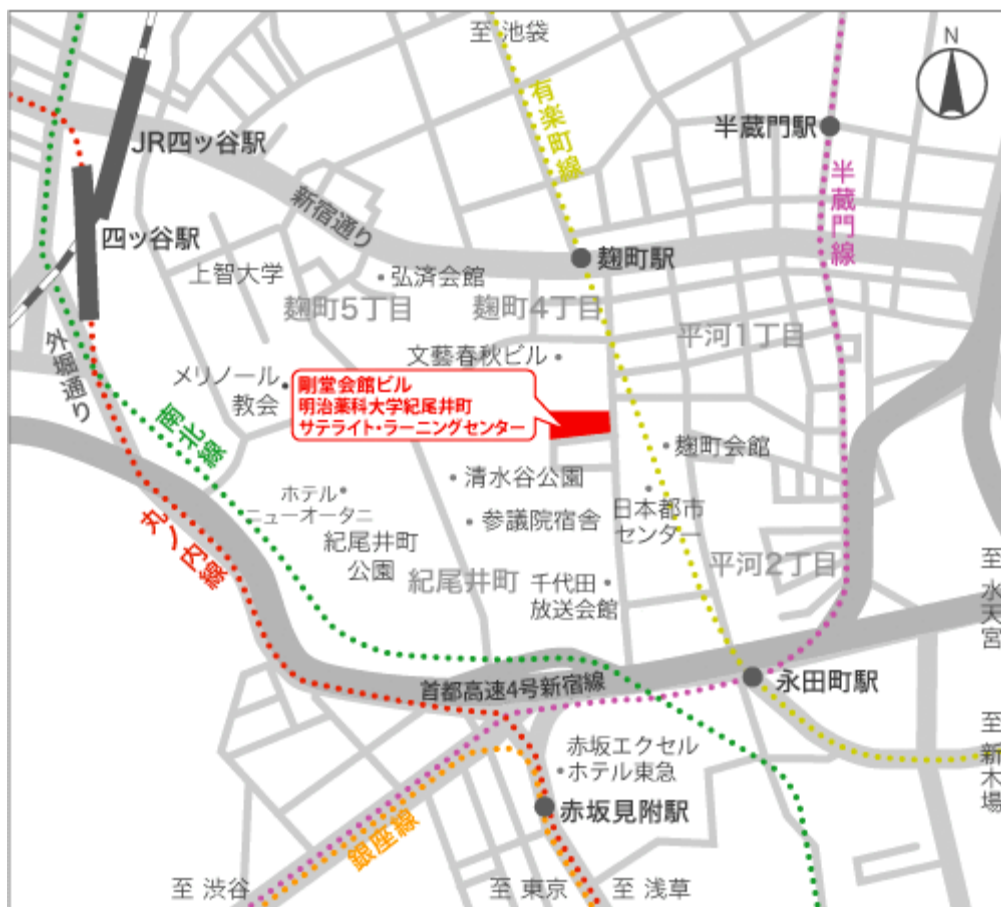 至 池袋
N
有楽町線
半蔵門駅
JR四ッ谷駅
半蔵門線
新宿通り
四ッ谷駅
麹町駅
上智大学
弘済会館
麹町5丁目
麹町4丁目
平河1丁目
外堀通り
文藝春秋ビル
メリノール
教会
剛堂会館ビル
明治薬科大学紀尾井町
サテライト・ラーニングセンター
南北線
麹町会館
清水谷公園
ホテル
ニューオータニ
日本都市
センター
丸ノ内線
参議院宿舎
紀尾井町
公園
平河2丁目
至 水天宮
紀尾井町
千代田
放送会館
首都高速4号新宿線
永田町駅
至 新木場
赤坂エクセル
ホテル東急
赤坂見附駅
銀座線
至 渋谷
至 東京
至 浅草